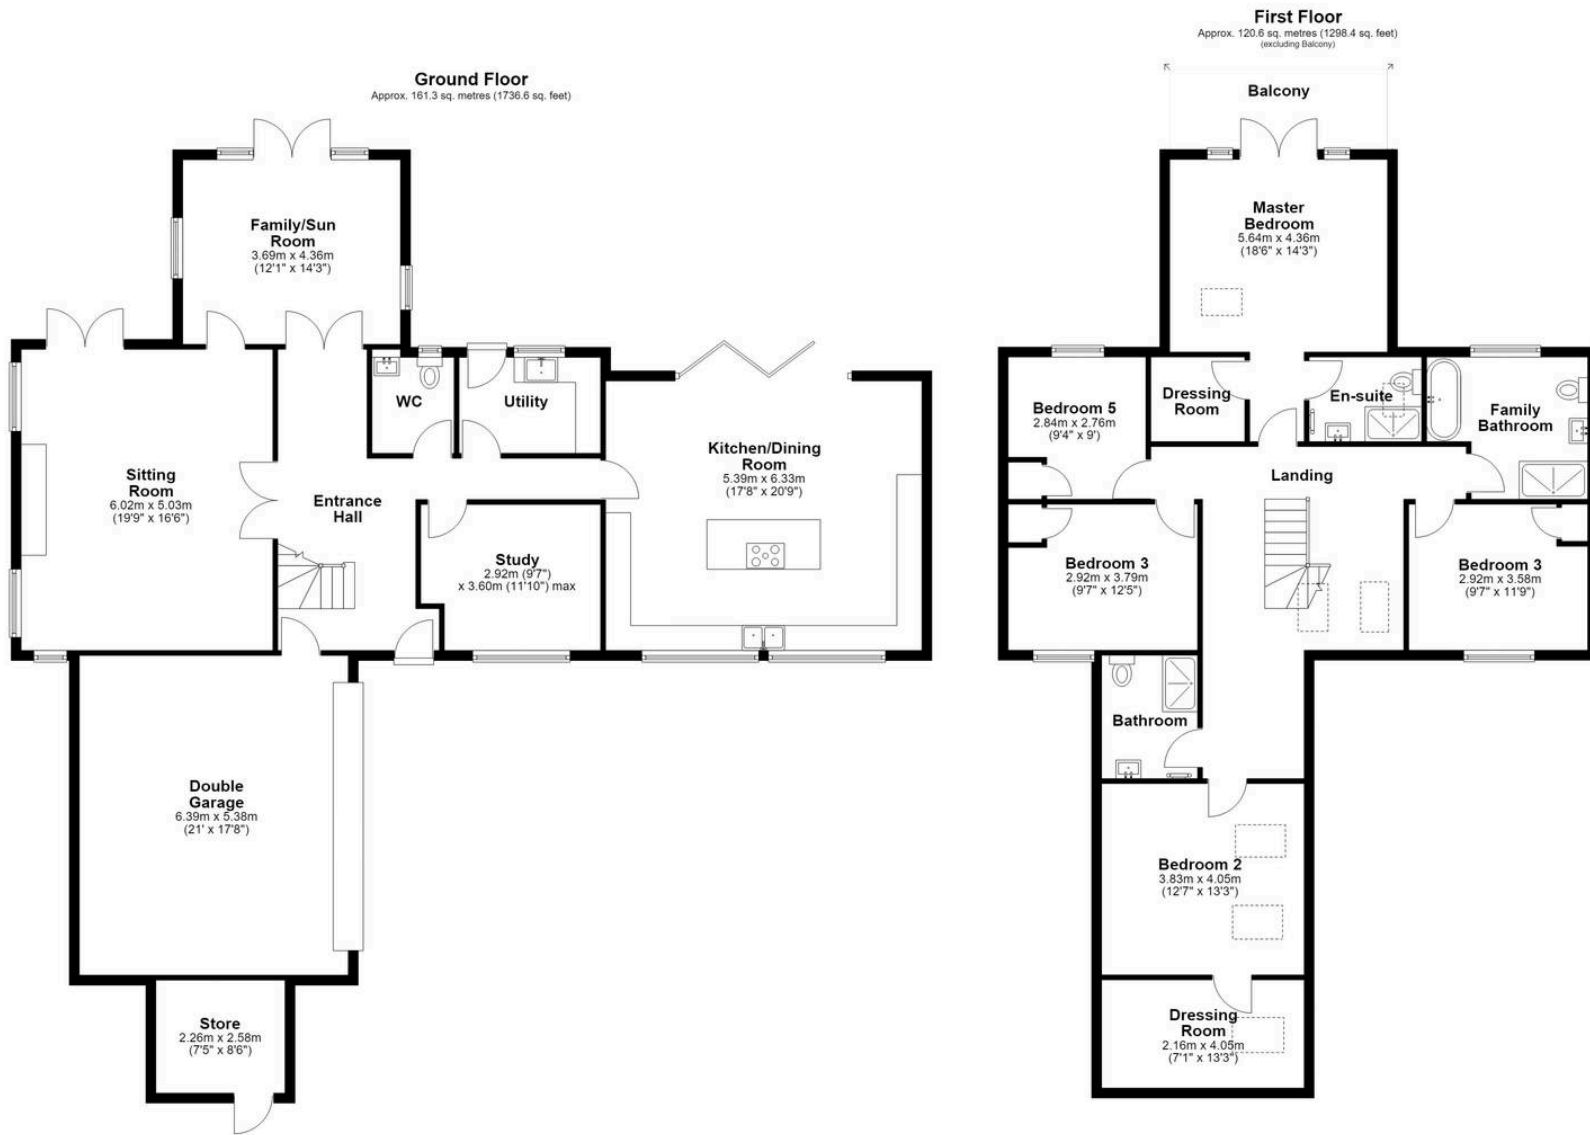 Ground Floor
Approx. 161.3 sq. metres (1736.6 sq. feet)
Family/Sun
Room
3.69m x 4.36m
(12'1" x 14'3")
WC
Utility
Sitting
Room
6.02m x 5.03m
(19'9" x 16'6")
Entrance
Hall
Kitchen/Dining
Room
5.39m x 6.33m
(17'8" x 20'9")
Study
2.92m (9'7")
x 3.60m (11'10") max
Double
Garage
6.39m x 5.38m
(21' x 17'8")
Store
2.26m x 2.58m
(7'5" x 8'6")
First Floor
Approx. 120.6 sq. metres (1298.4 sq. feet)
(excluding Balcony)
Balcony
Master
Bedroom
5.64m x 4.36m
(18'6" x 14'3")
Bedroom 5
2.84m x 2.76m
(9'4" x 9')
Dressing
Room
En-suite
Family
Bathroom
Landing
Bedroom 3
2.92m x 3.79m
(9'7" x 12'5")
Bedroom 3
2.92m x 3.58m
(9'7" x 11'9")
Bathroom
Bedroom 2
3.83m x 4.05m
(12'7" x 13'3")
Dressing
Room
2.16m x 4.05m
(7'1" x 13'3")